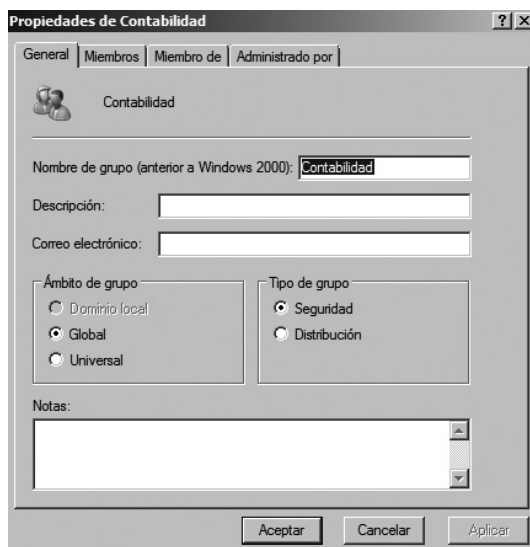 Propiedades de Contabilidad
General Miembros Miembro de Administrado por
Contabilidad
Nombre de grupo (anterior a Windows 2000): Contabilidad
Descripción:
Correo electrónico:
Ámbito de grupo Tipo de grupo
Dominio local Seguridad
Global Distribución
Universal
Notas:
Aceptar Cancelar Aplicar